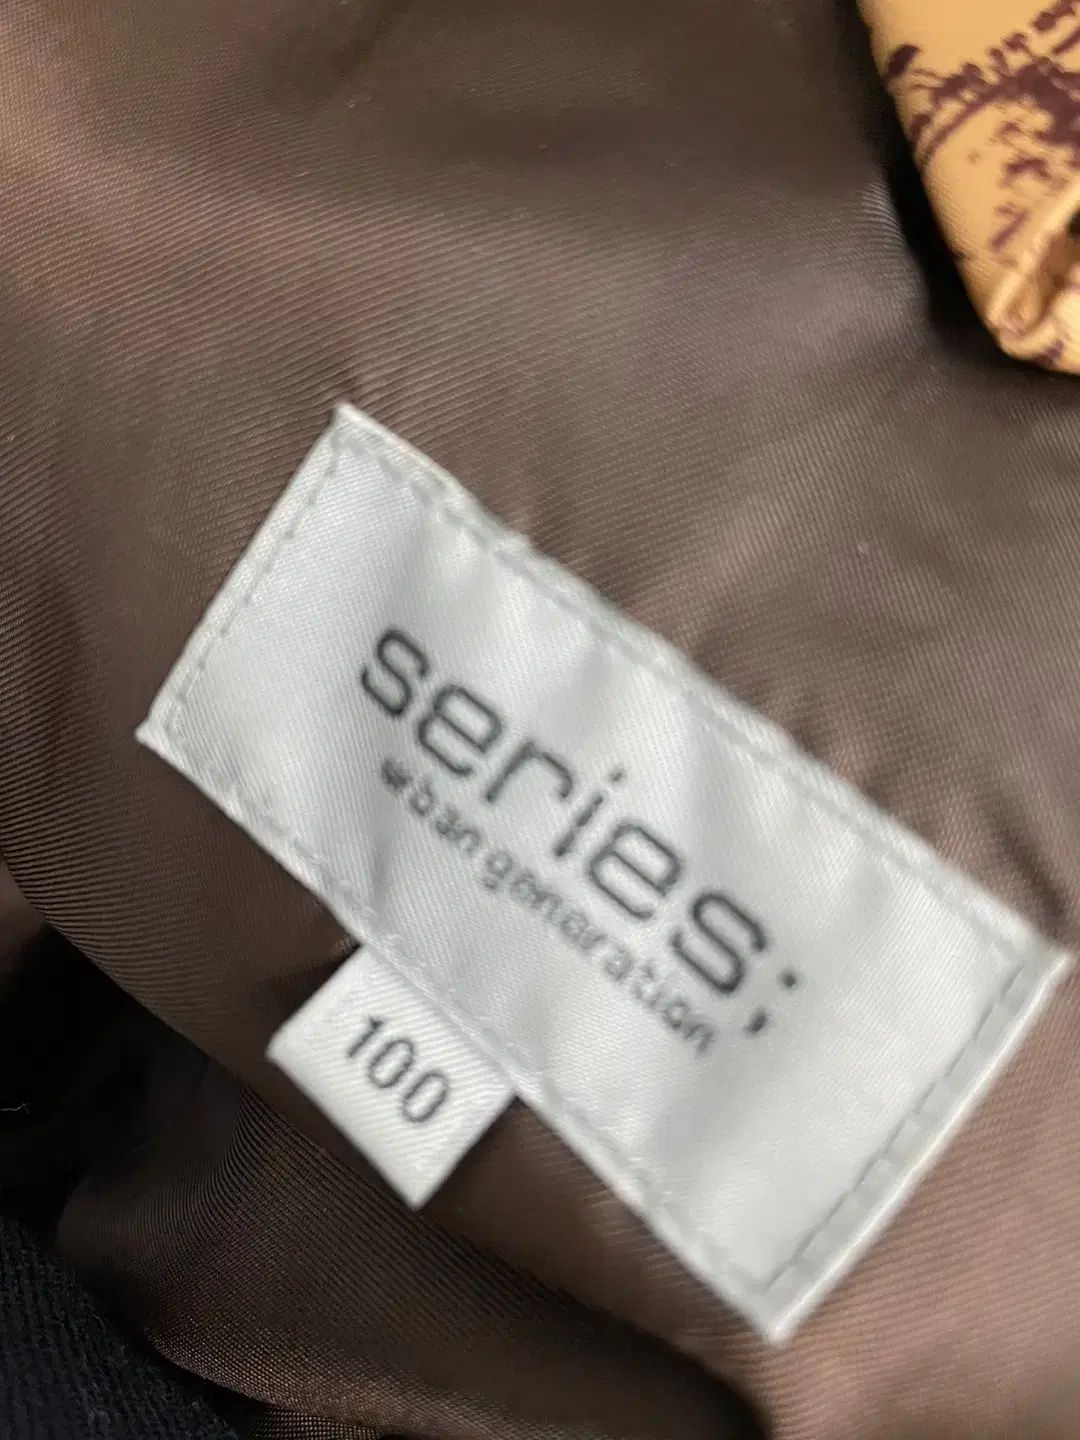 series;
urban generation
100